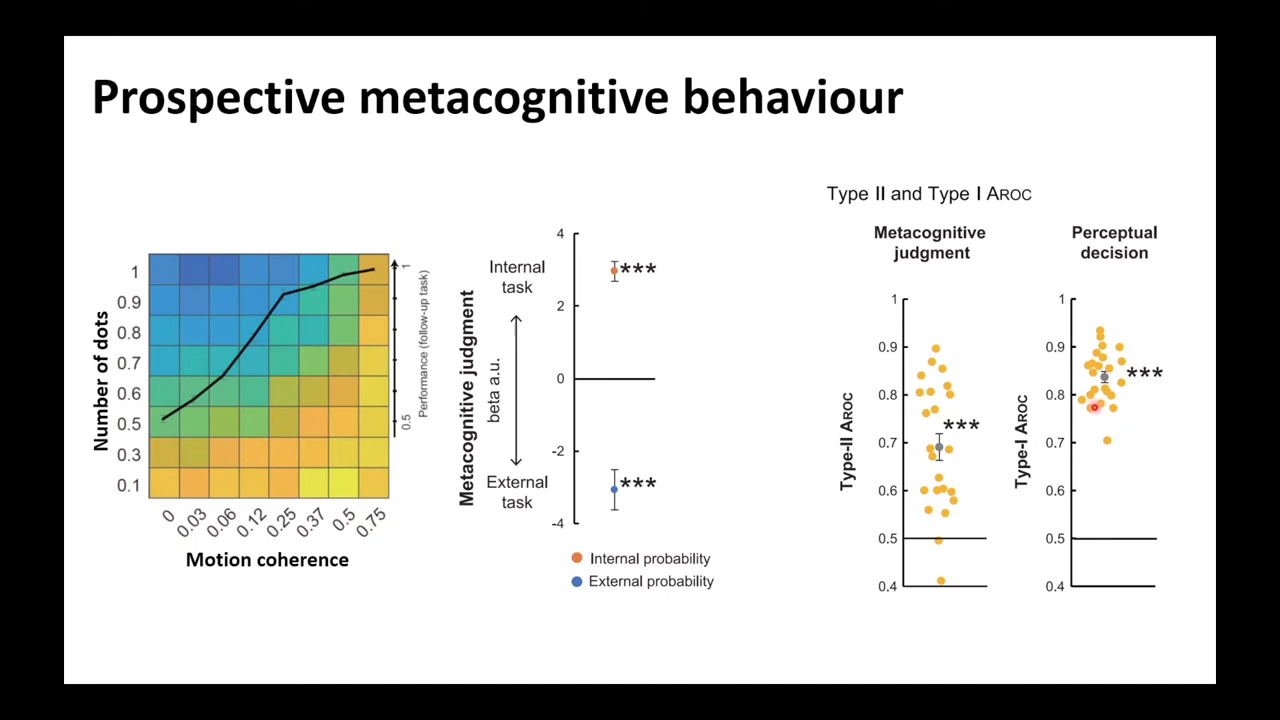 Prospective metacognitive behaviour
Number of dots
1
0.9
0.8
0.7
0.6
0.5
0.3
0.1
0
0.03
0.06
0.12
0.25
0.37
0.5
0.75
Motion coherence
1
0.5
Performance (follow-up task)
Metacognitive judgment
beta a.u.
Internal
task
External
task
4
2
0
-2
-4
***
***
Internal probability
External probability
Type II and Type I AROC
Metacognitive
judgment
Type-II AROC
1
0.9
0.8
0.7
0.6
0.5
0.4
***
Perceptual
decision
Type-I AROC
1
0.9
0.8
0.7
0.6
0.5
0.4
***